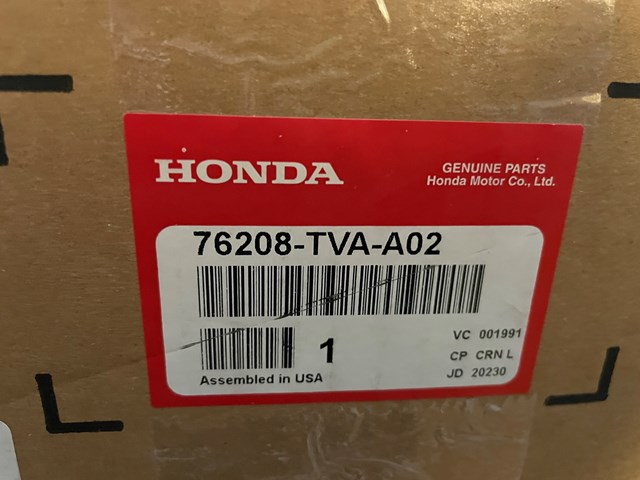 HONDA
GENUINE PARTS
Honda Motor Co., Ltd.
76208-TVA-A02
1
VC 001991
CP CRN L
JD 20230
Assembled in USA